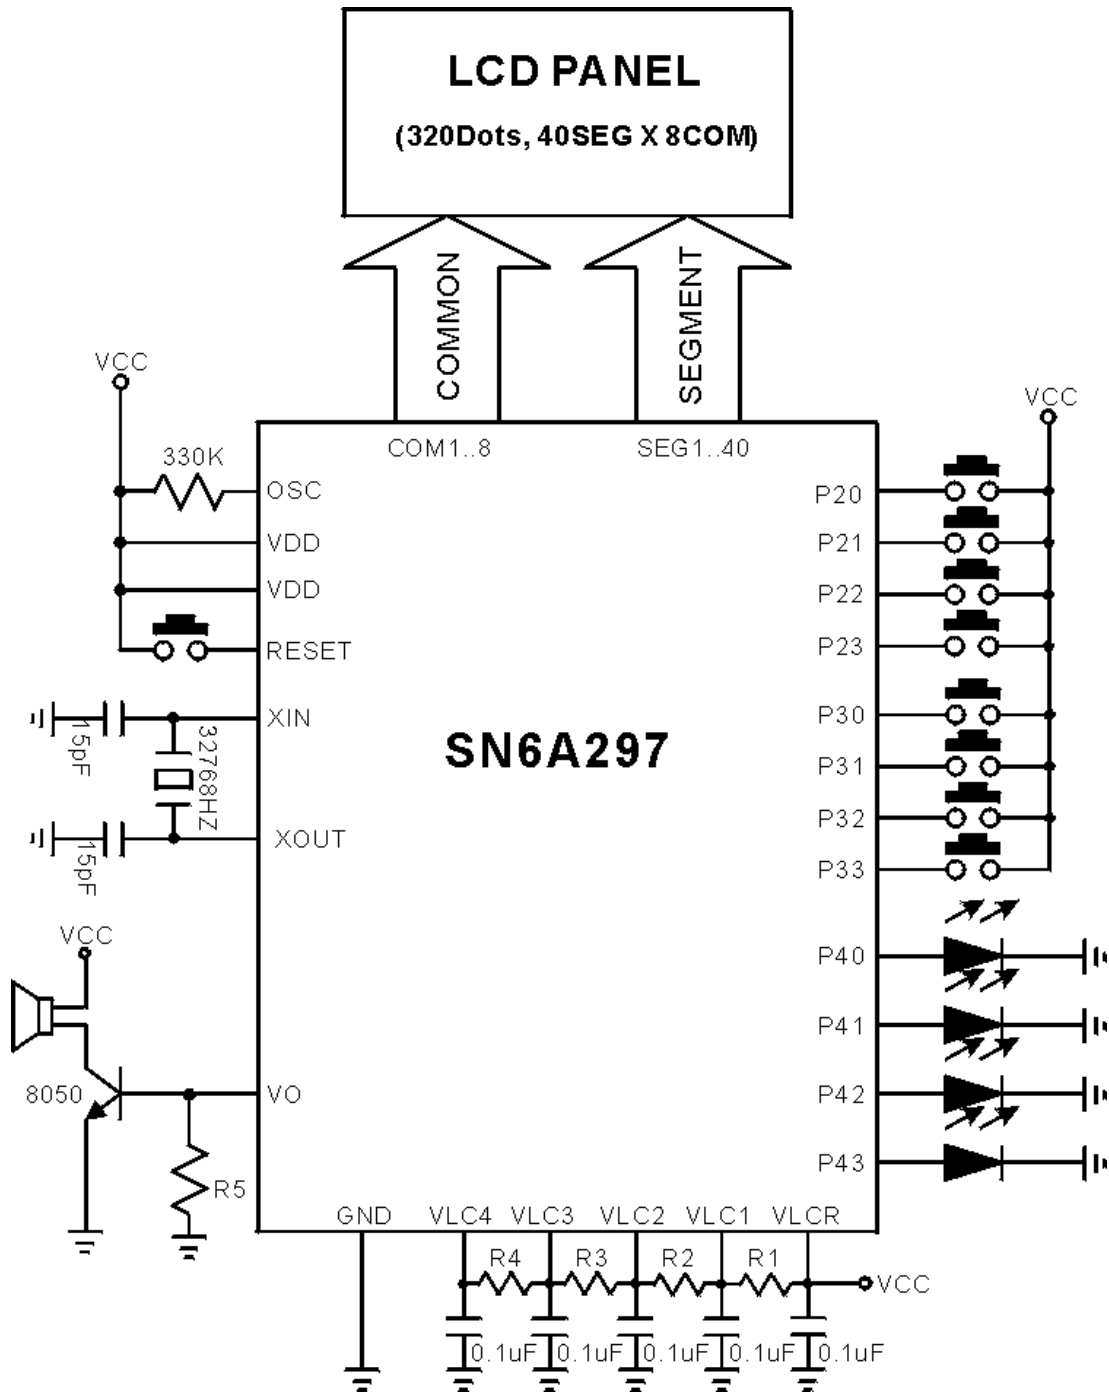 LCD PANEL
(320Dots, 40SEG X 8COM)
COMMON
SEGMENT
VCC
VCC
COM1..8
SEG1..40
330K
OSC
VDD
VDD
RESET
XIN
15pF
32768HZ
XOUT
15pF
SN6A297
P20
P21
P22
P23
P30
P31
P32
P33
P40
P41
P42
P43
VCC
8050
VO
R5
GND
VLC4
VLC3
VLC2
VLC1
VLCR
R4
R3
R2
R1
VCC
0.1uF
0.1uF
0.1uF
0.1uF
0.1uF